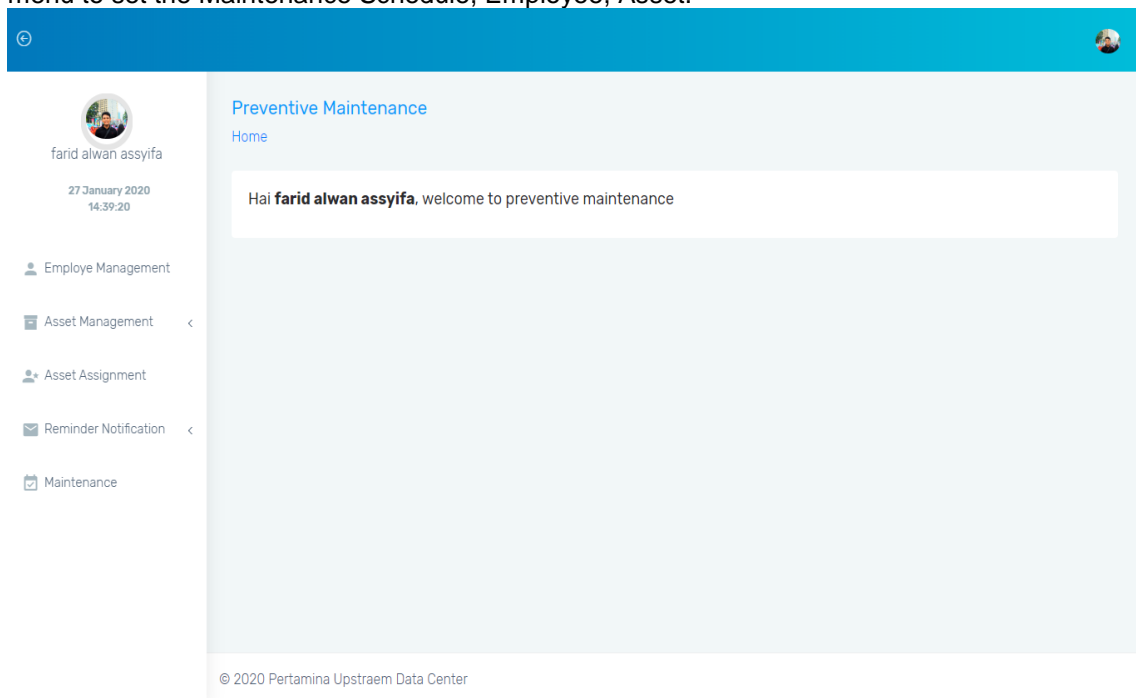 menu to set the Maintenance Schedule, Employee, Asset.
farid alwan assyifa
27 January 2020
14:39:20
Employe Management
Asset Management
Asset Assignment
Reminder Notification
Maintenance
Preventive Maintenance
Home
Hai farid alwan assyifa, welcome to preventive maintenance
© 2020 Pertamina Upstraem Data Center